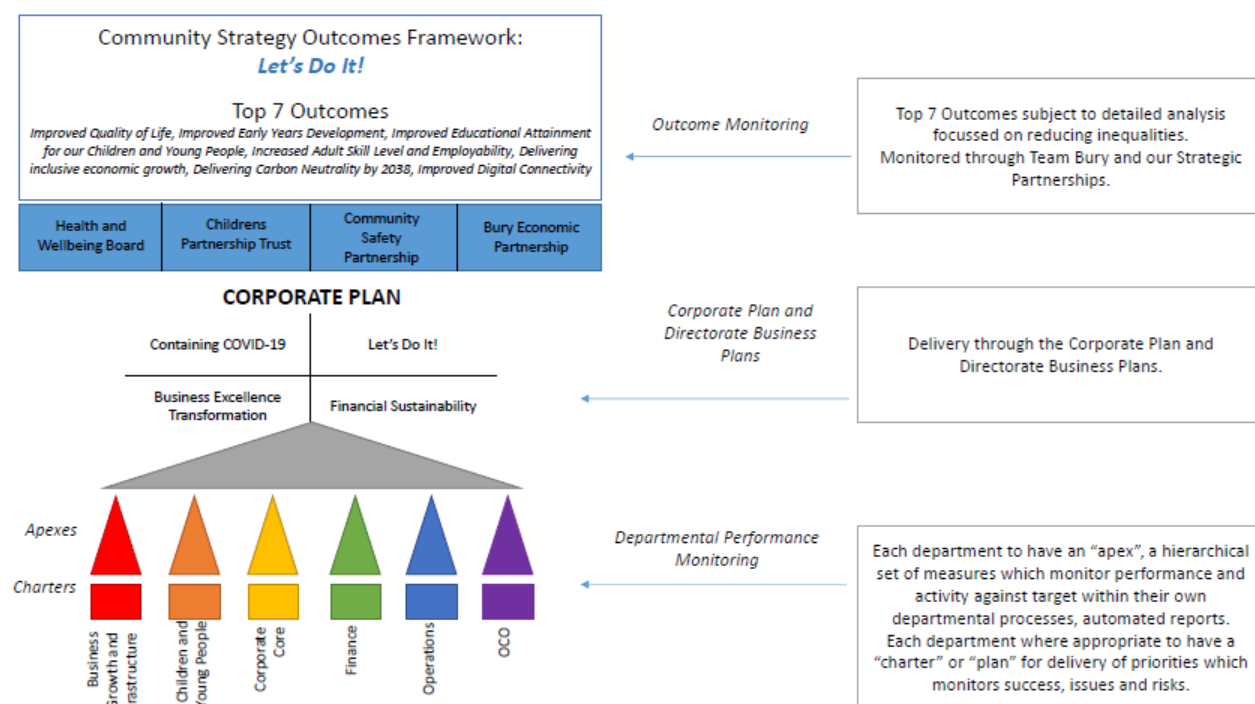 Community Strategy Outcomes Framework:
Let's Do It!
Top 7 Outcomes
Improved Quality of Life, Improved Early Years Development, Improved Educational Attainment
for our Children and Young People, Increased Adult Skill Level and Employability, Delivering
inclusive economic growth, Delivering Carbon Neutrality by 2038, Improved Digital Connectivity
Health and
Wellbeing Board
Childrens
Partnership Trust
Community
Safety
Partnership
Bury Economic
Partnership
Outcome Monitoring
Top 7 Outcomes subject to detailed analysis
focussed on reducing inequalities.
Monitored through Team Bury and our Strategic
Partnerships.
CORPORATE PLAN
Containing COVID-19
Let's Do It!
Business Excellence
Transformation
Financial Sustainability
Corporate Plan and
Directorate Business
Plans
Delivery through the Corporate Plan and
Directorate Business Plans.
Apexes
Charters
Business
Growth and
rastructure
Children and
Young People
Corporate
Core
Finance
Operations
OCO
Departmental Performance
Monitoring
Each department to have an “apex”, a hierarchical
set of measures which monitor performance and
activity against target within their own
departmental processes, automated reports.
Each department where appropriate to have a
“charter” or “plan” for delivery of priorities which
monitors success, issues and risks.